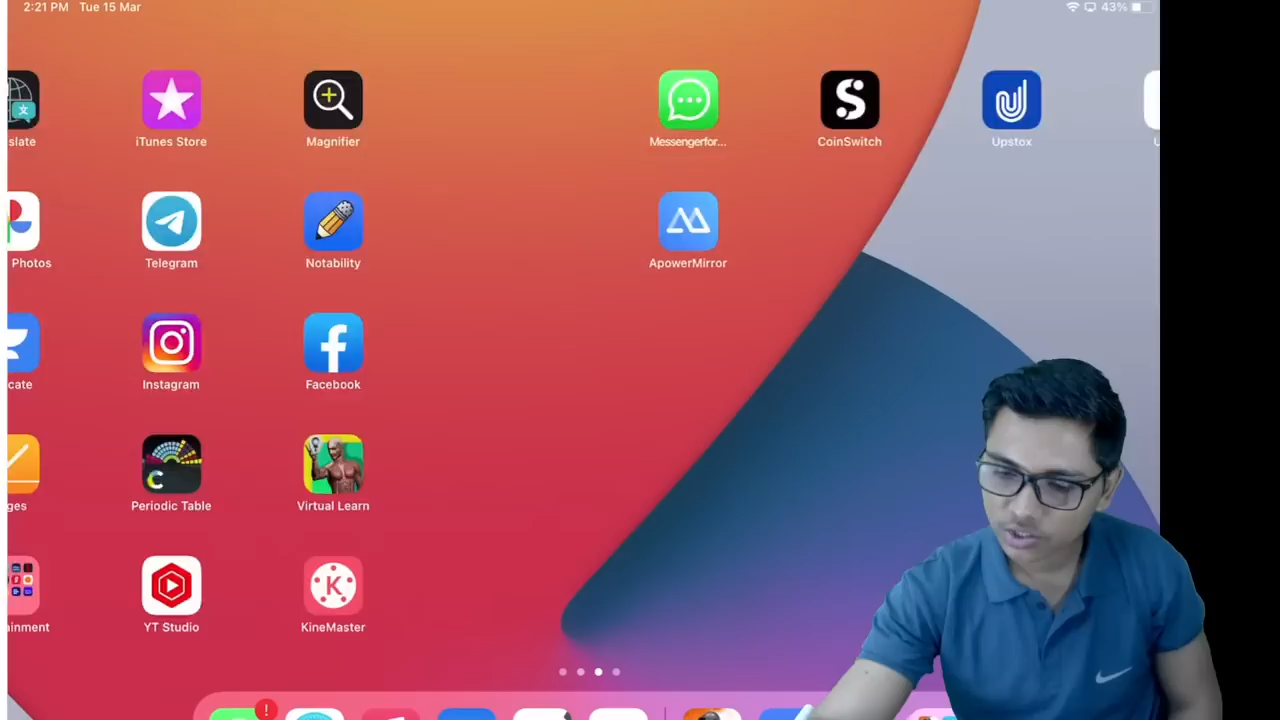 2:21 PM Tue 15 Mar
43%
slate
iTunes Store
Magnifier
Messengerfor...
CoinSwitch
Upstox
U
Photos
Telegram
Notability
ApowerMirror
cate
Instagram
Facebook
ges
Periodic Table
Virtual Learn
ainment
YT Studio
KineMaster
!